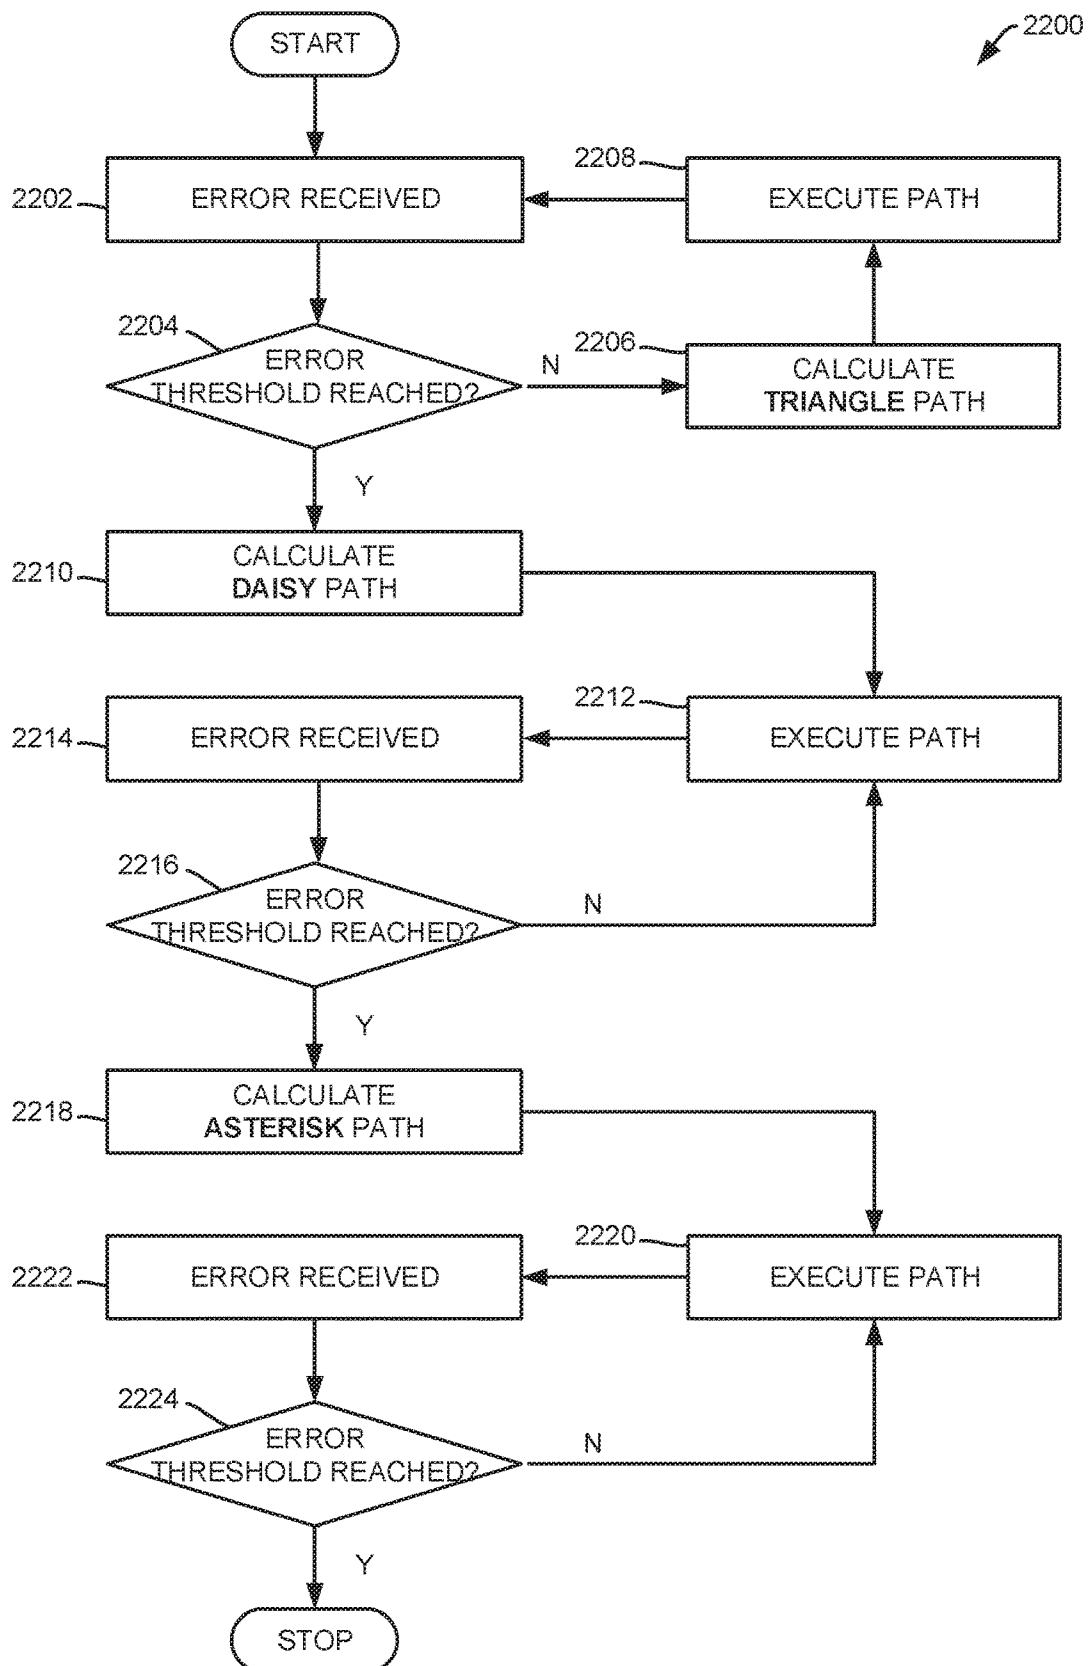 START
2200
2202
ERROR RECEIVED
2208
EXECUTE PATH
2204
ERROR
THRESHOLD REACHED?
N
2206
CALCULATE
TRIANGLE PATH
Y
2210
CALCULATE
DAISY PATH
2214
ERROR RECEIVED
2212
EXECUTE PATH
2216
ERROR
THRESHOLD REACHED?
N
Y
2218
CALCULATE
ASTERISK PATH
2222
ERROR RECEIVED
2220
EXECUTE PATH
2224
ERROR
THRESHOLD REACHED?
N
Y
STOP